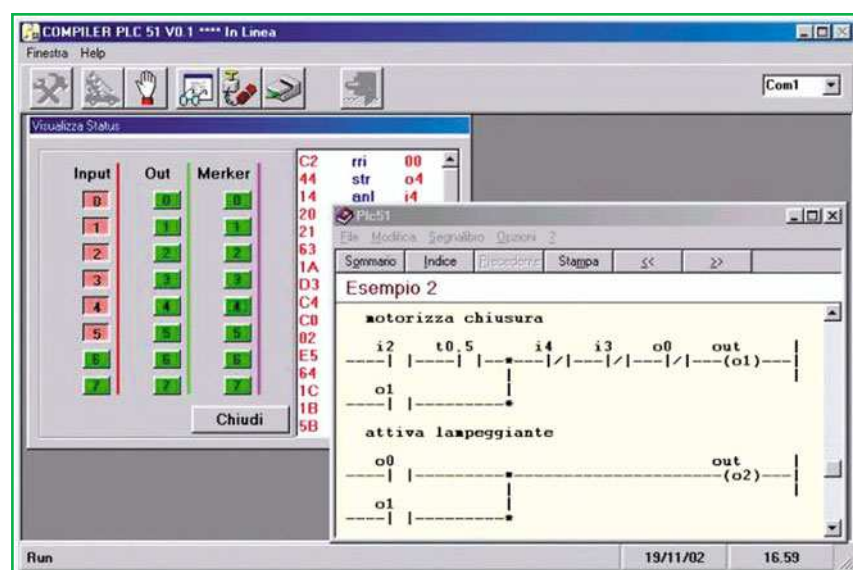 COMPILER PLC 51 V0.1 **** In Linea
Finestra Help
Com1
Visualizza Status
Input Out Merker
0 0 0
1 1 1
2 2 2
3 3 3
4 4 4
5 5 5
6 6 6
7 7 7
Chiudi
C2 rri 00
44 str o4
14 anl i4
20
21
63
1A
D3
C4
C0
02
E5
64
1C
1B
5B
Plc51
File Modifica Segnalibro Opzioni ?
Sommario Indice Precedente Stampa << >>
Esempio 2
motorizza chiusura
i2 t0,5 i4 i3 o0 out
----| |----| |---*---|/|---|/|---|/|---(o1)---|
o1
----| |----------*
attiva lampeggiante
o0 out
----| |----------*--------------------(o2)---|
o1
----| |----------*
Run 19/11/02 16.59